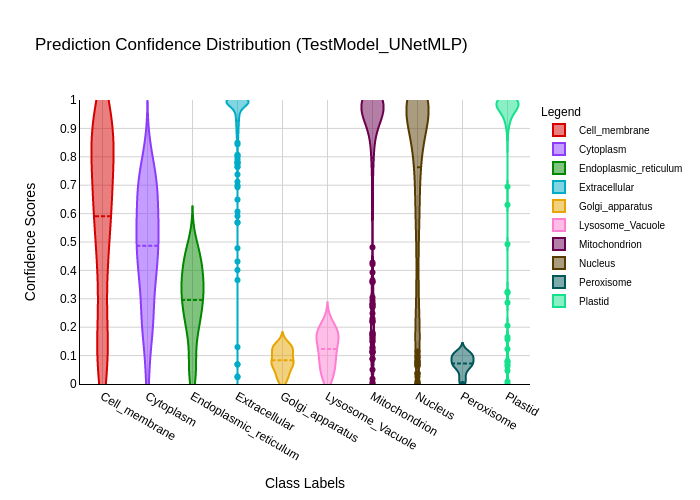 Prediction Confidence Distribution (TestModel_UNetMLP)
Legend
Cell_membrane
Cytoplasm
Endoplasmic_reticulum
Extracellular
Golgi_apparatus
Lysosome_Vacuole
Mitochondrion
Nucleus
Peroxisome
Plastid
Confidence Scores
1
0.9
0.8
0.7
0.6
0.5
0.4
0.3
0.2
0.1
0
Cell_membrane
Cytoplasm
Endoplasmic_reticulum
Extracellular
Golgi_apparatus
Lysosome_Vacuole
Mitochondrion
Nucleus
Peroxisome
Plastid
Class Labels